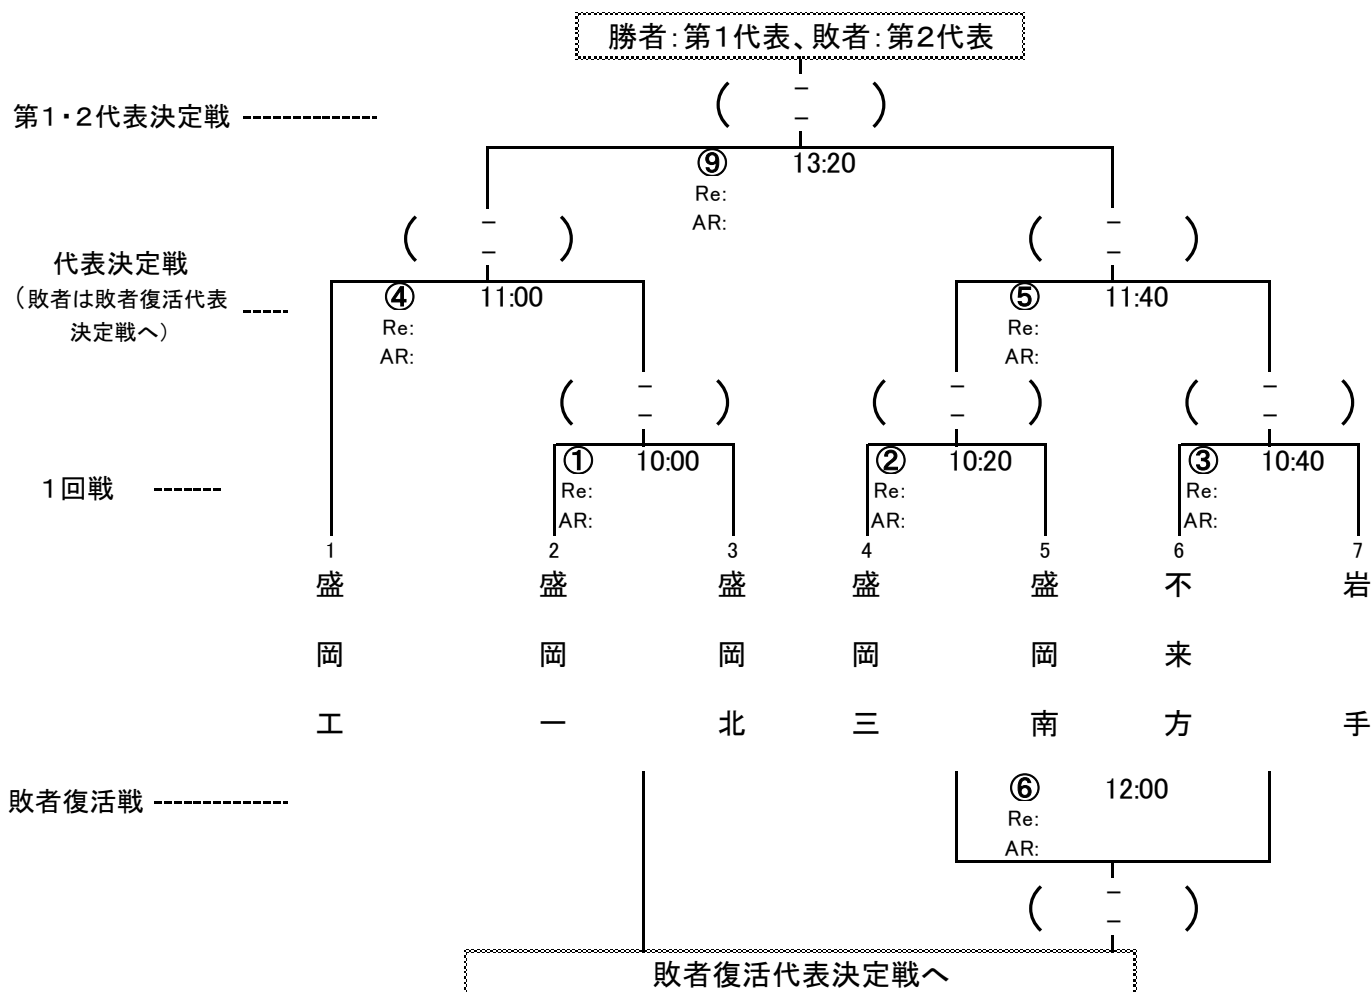 勝者:第1代表、敗者:第2代表
( - - )
第1・2代表決定戦
⑨ 13:20
Re:
AR:
( - - ) ( - - )
代表決定戦
(敗者は敗者復活代表
決定戦へ)
④ 11:00 ⑤ 11:40
Re: Re:
AR: AR:
( - - ) ( - - ) ( - - )
① 10:00 ② 10:20 ③ 10:40
1回戦
Re: Re: Re:
AR: AR: AR:
1 2 3 4 5 6 7
盛岡工
盛岡一
盛岡北
盛岡三
盛岡南
不来方
岩手
敗者復活戦
⑥ 12:00
Re:
AR:
( - - )
敗者復活代表決定戦へ